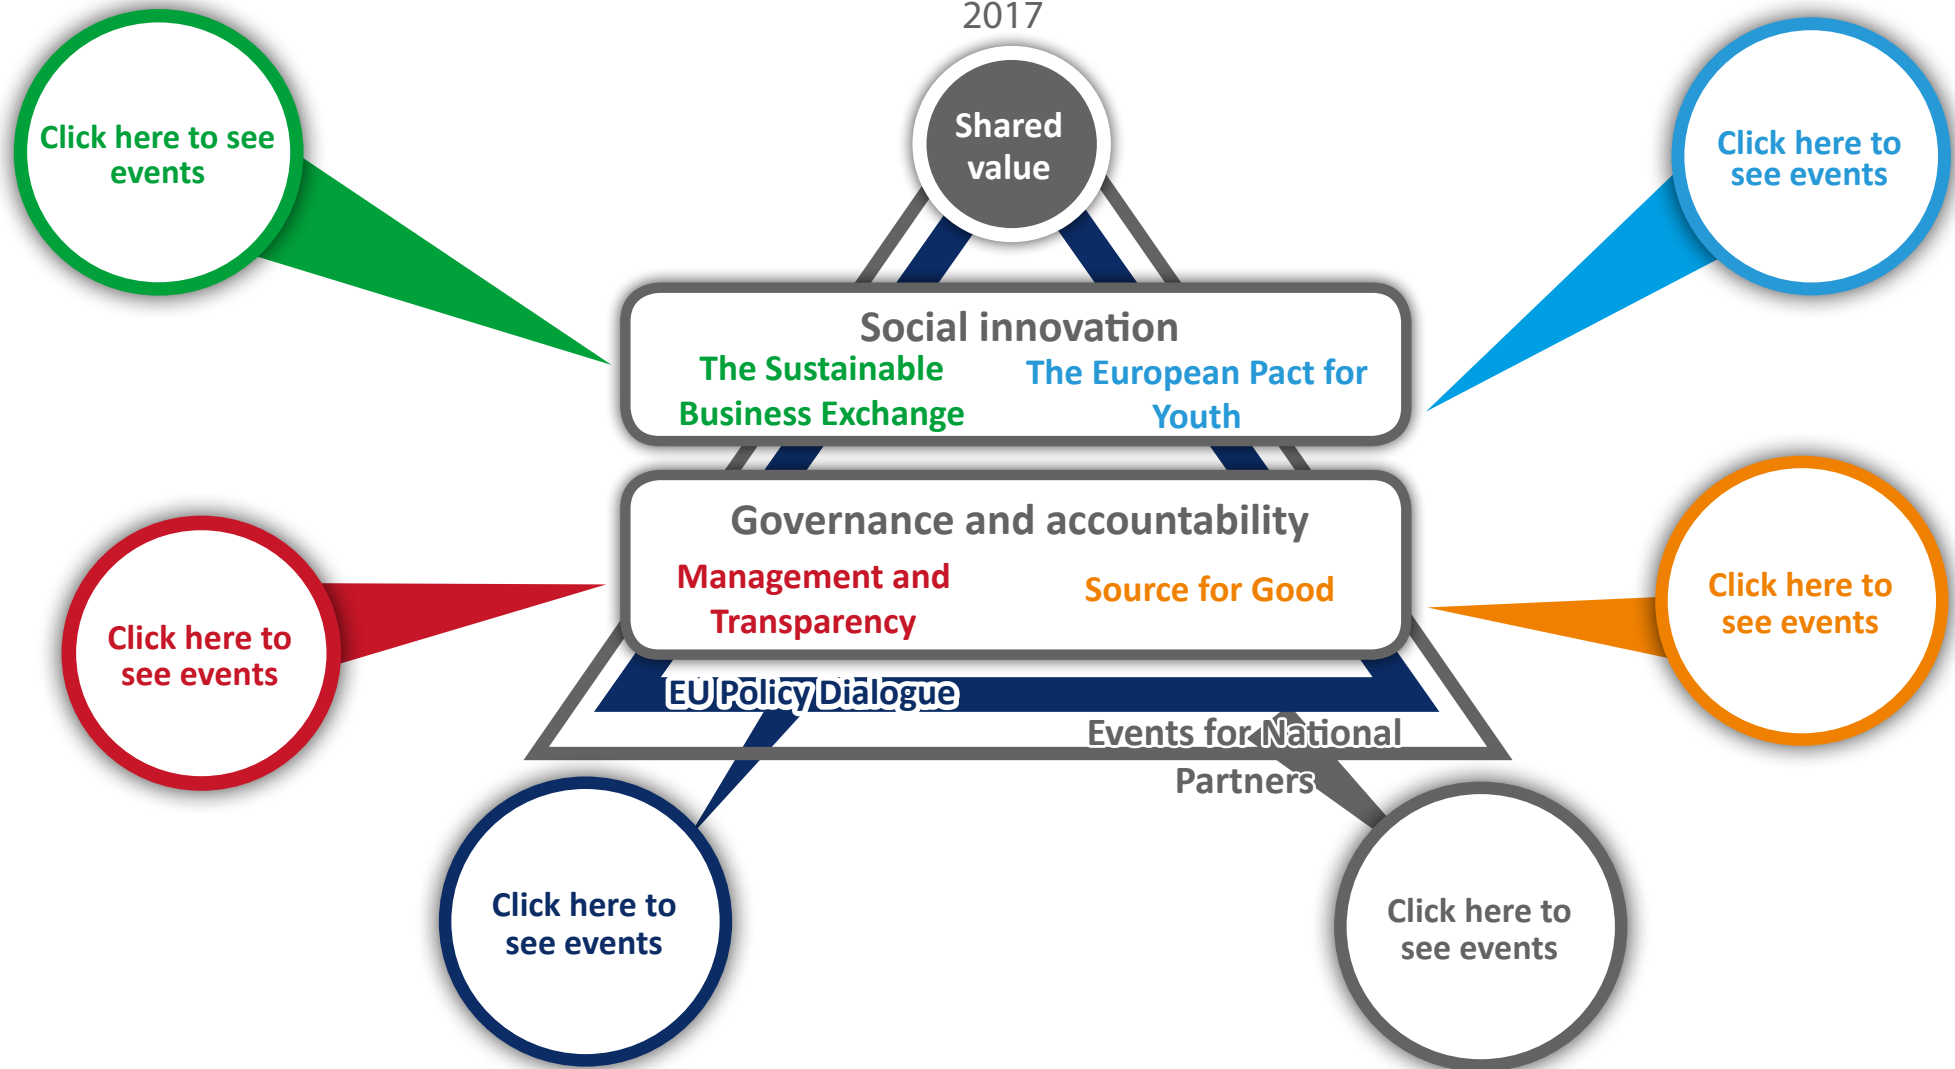 2017
Shared
value
Click here to see
events
Click here to
see events
Social innovation
The Sustainable
Business Exchange
The European Pact for
Youth
Governance and accountability
Management and
Transparency
Source for Good
Click here to
see events
Click here to
see events
EU Policy Dialogue
Events for National
Partners
Click here to
see events
Click here to
see events